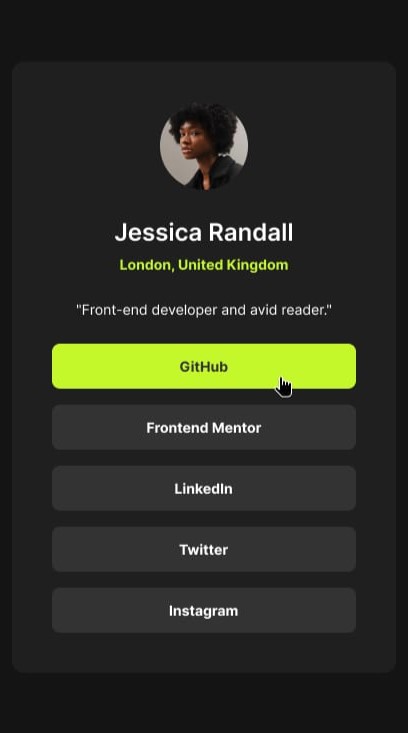 Jessica Randall
London, United Kingdom
"Front-end developer and avid reader."
GitHub
Frontend Mentor
LinkedIn
Twitter
Instagram